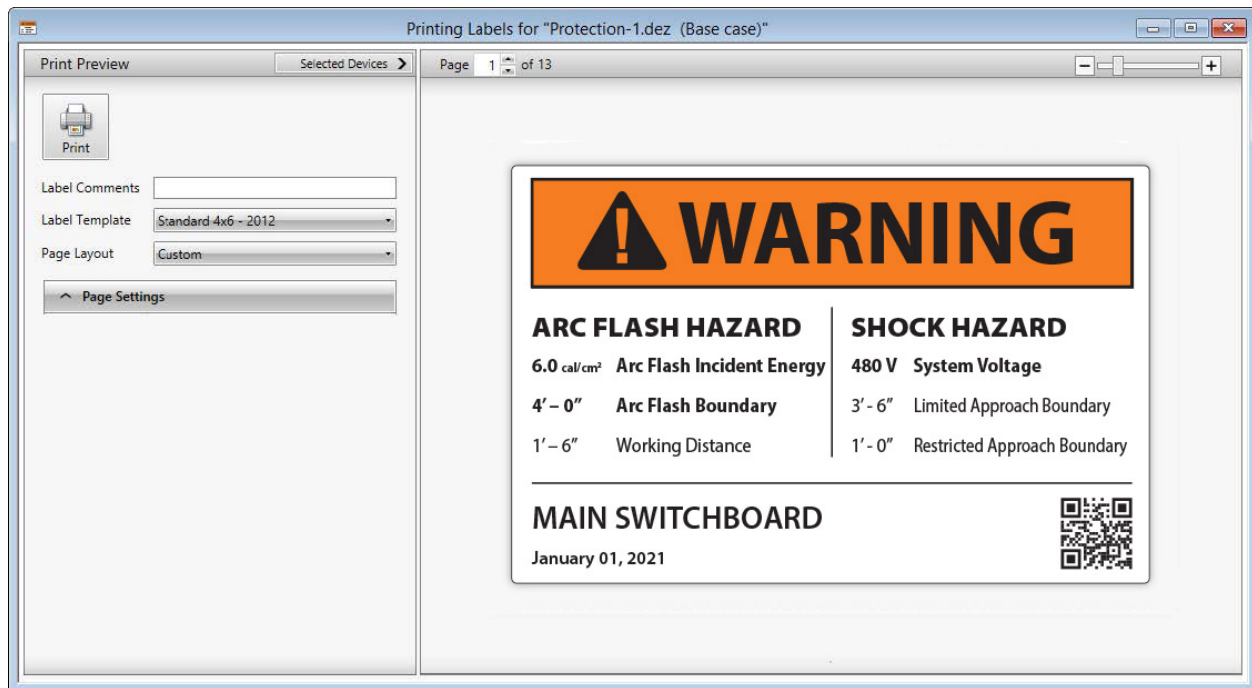 Printing Labels for "Protection-1.dez (Base case)"
Print Preview
Selected Devices
Page 1 of 13
Print
Label Comments
Label Template Standard 4x6 - 2012
Page Layout Custom
Page Settings
WARNING
ARC FLASH HAZARD
6.0 cal/cm² Arc Flash Incident Energy
4′ – 0″ Arc Flash Boundary
1′ – 6″ Working Distance
SHOCK HAZARD
480 V System Voltage
3′ - 6″ Limited Approach Boundary
1′ - 0″ Restricted Approach Boundary
MAIN SWITCHBOARD
January 01, 2021